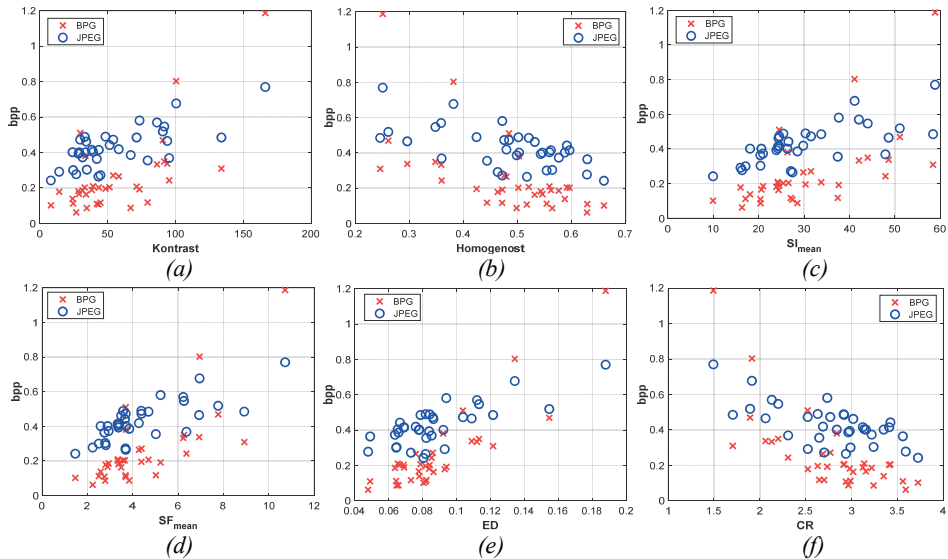 1.2
1
0.8
0.6
0.4
0.2
0
bpp
BPG
JPEG
0 50 100 150 200
Kontrast
(a)
1.2
1
0.8
0.6
0.4
0.2
0
bpp
BPG
JPEG
0.2 0.3 0.4 0.5 0.6 0.7
Homogenost
(b)
1.2
1
0.8
0.6
0.4
0.2
0
bpp
BPG
JPEG
0 10 20 30 40 50 60
SImean
(c)
1.2
1
0.8
0.6
0.4
0.2
0
bpp
BPG
JPEG
0 2 4 6 8 10 12
SFmean
(d)
1.2
1
0.8
0.6
0.4
0.2
0
bpp
BPG
JPEG
0.04 0.06 0.08 0.1 0.12 0.14 0.16 0.18 0.2
ED
(e)
1.2
1
0.8
0.6
0.4
0.2
0
bpp
BPG
JPEG
1 1.5 2 2.5 3 3.5 4
CR
(f)